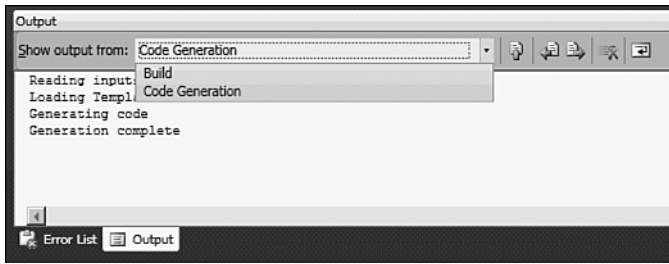 Output
Show output from: Code Generation
Build
Code Generation
Reading input
Loading Templ
Generating code
Generation complete
Error List Output